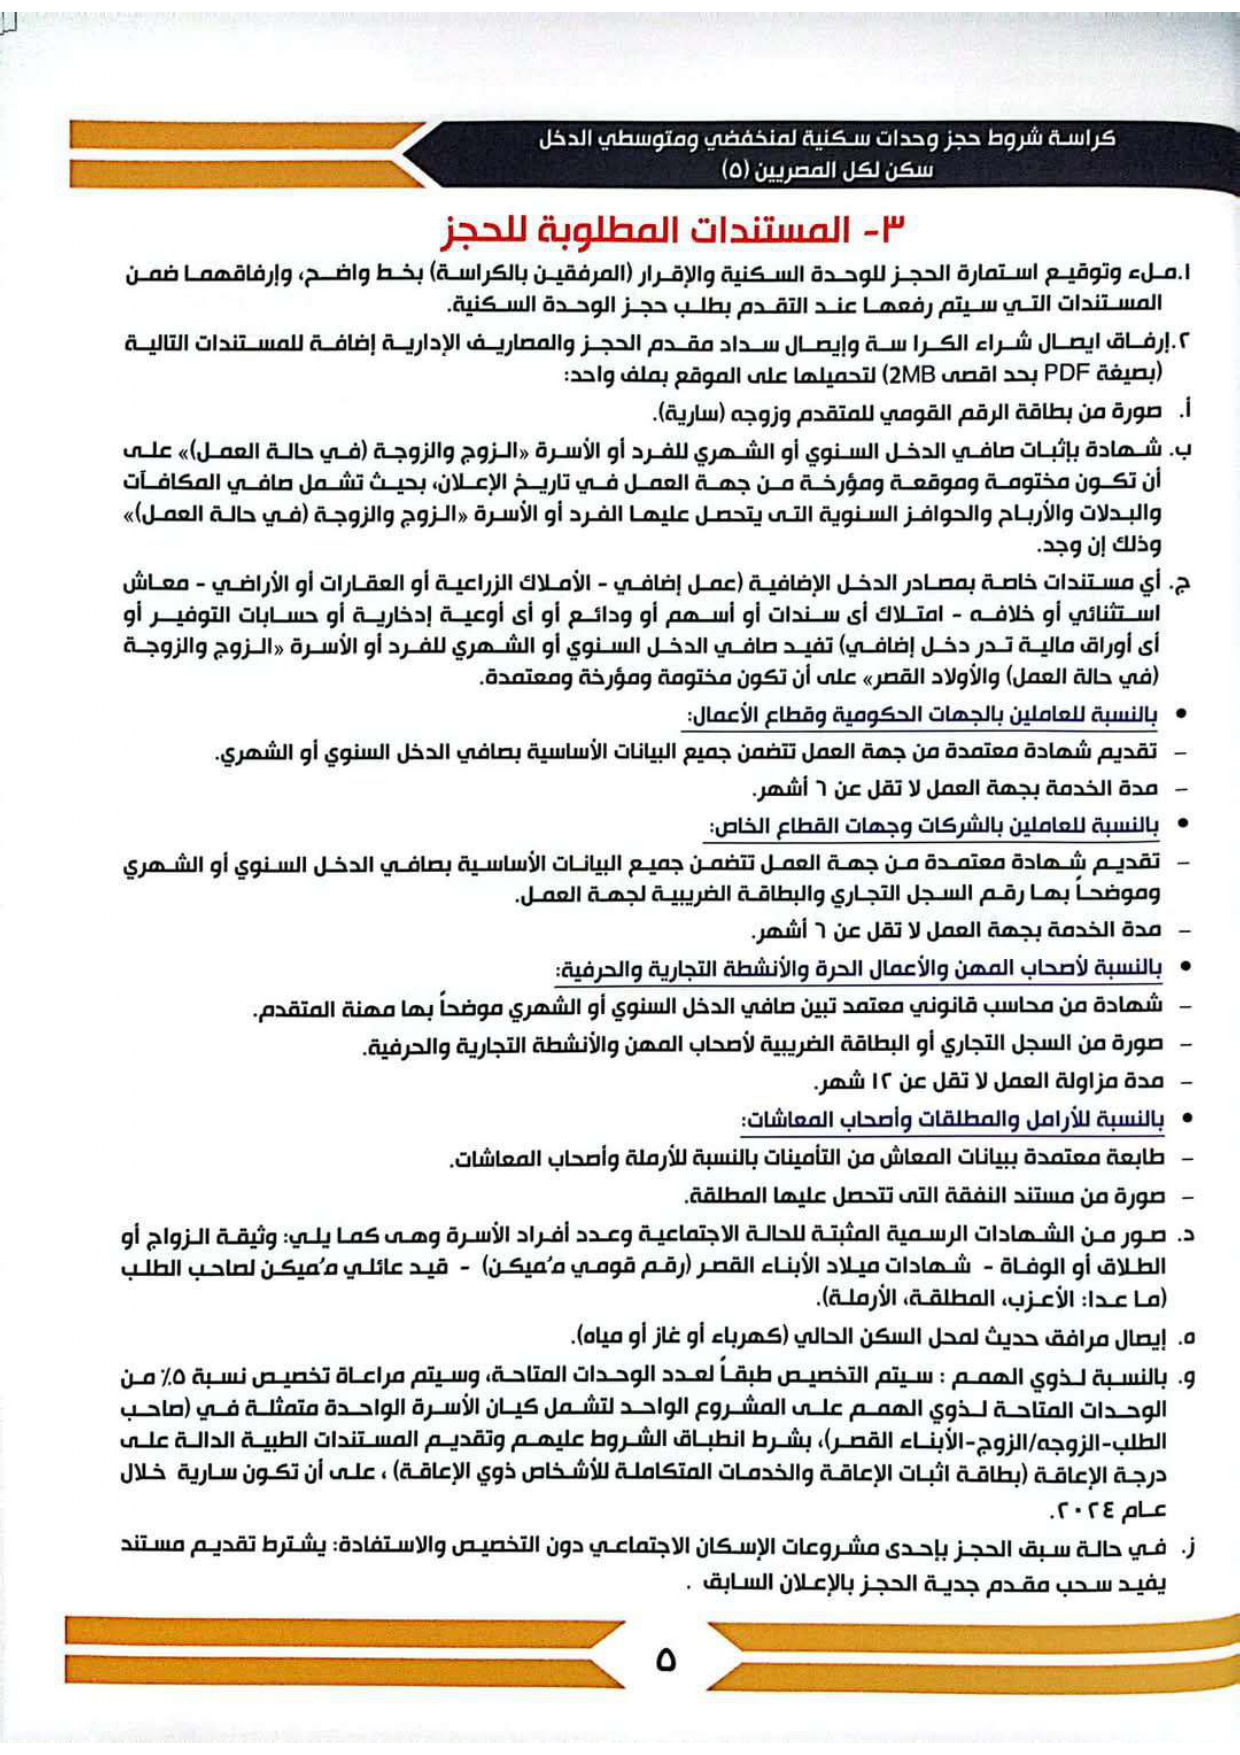 كراسة شروط حجز وحدات سكنية لمنخفضي ومتوسطي الدخل
سكن لكل المصريين (٥)
٣- المستندات المطلوبة للحجز
١.ملء وتوقيع استمارة الحجز للوحدة السكنية والإقرار (المرفقين بالكراسة) بخط واضح، وإرفاقهما ضمن
المستندات التي سيتم رفعها عند التقدم بطلب حجز الوحدة السكنية.
٢.إرفاق ايصال شراء الكرا سة وإيصال سداد مقدم الحجز والمصاريف الإدارية إضافة للمستندات التالية
(بصيغة PDF بحد اقصى 2MB) لتحميلها على الموقع بملف واحد:
أ. صورة من بطاقة الرقم القومي للمتقدم وزوجه (سارية).
ب. شهادة بإثبات صافي الدخل السنوي أو الشهري للفرد أو الأسرة «الزوج والزوجة (في حالة العمل)» على
أن تكون مختومة وموقعة ومؤرخة من جهة العمل في تاريخ الإعلان، بحيث تشمل صافي المكافآت
والبدلات والأرباح والحوافز السنوية التى يتحصل عليها الفرد أو الأسرة «الزوج والزوجة (في حالة العمل)»
وذلك إن وجد.
ج. أي مستندات خاصة بمصادر الدخل الإضافية (عمل إضافي - الأملاك الزراعية أو العقارات أو الأراضي - معاش
استثنائي أو خلافه - امتلاك أى سندات أو أسهم أو ودائع أو أى أوعية إدخارية أو حسابات التوفير أو
أى أوراق مالية تدر دخل إضافي) تفيد صافي الدخل السنوي أو الشهري للفرد أو الأسرة «الزوج والزوجة
(في حالة العمل) والأولاد القصر» على أن تكون مختومة ومؤرخة ومعتمدة.
• بالنسبة للعاملين بالجهات الحكومية وقطاع الأعمال:
- تقديم شهادة معتمدة من جهة العمل تتضمن جميع البيانات الأساسية بصافي الدخل السنوي أو الشهري.
- مدة الخدمة بجهة العمل لا تقل عن ٦ أشهر.
• بالنسبة للعاملين بالشركات وجهات القطاع الخاص:
- تقديم شهادة معتمدة من جهة العمل تتضمن جميع البيانات الأساسية بصافي الدخل السنوي أو الشهري
وموضحاً بها رقم السجل التجاري والبطاقة الضريبية لجهة العمل.
- مدة الخدمة بجهة العمل لا تقل عن ٦ أشهر.
• بالنسبة لأصحاب المهن والأعمال الحرة والأنشطة التجارية والحرفية:
- شهادة من محاسب قانوني معتمد تبين صافي الدخل السنوي أو الشهري موضحاً بها مهنة المتقدم.
- صورة من السجل التجاري أو البطاقة الضريبية لأصحاب المهن والأنشطة التجارية والحرفية.
- مدة مزاولة العمل لا تقل عن ١٢ شهر.
• بالنسبة للأرامل والمطلقات وأصحاب المعاشات:
- طابعة معتمدة ببيانات المعاش من التأمينات بالنسبة للأرملة وأصحاب المعاشات.
- صورة من مستند النفقة التى تتحصل عليها المطلقة.
د. صور من الشهادات الرسمية المثبتة للحالة الاجتماعية وعدد أفراد الأسرة وهى كما يلي: وثيقة الزواج أو
الطلاق أو الوفاة - شهادات ميلاد الأبناء القصر (رقم قومي مُميكن) - قيد عائلي مُميكن لصاحب الطلب
(ما عدا: الأعزب، المطلقة، الأرملة).
ه. إيصال مرافق حديث لمحل السكن الحالي (كهرباء أو غاز أو مياه).
و. بالنسبة لذوي الهمم : سيتم التخصيص طبقاً لعدد الوحدات المتاحة، وسيتم مراعاة تخصيص نسبة ٥٪ من
الوحدات المتاحة لذوي الهمم على المشروع الواحد لتشمل كيان الأسرة الواحدة متمثلة في (صاحب
الطلب-الزوجه/الزوج-الأبناء القصر)، بشرط انطباق الشروط عليهم وتقديم المستندات الطبية الدالة على
درجة الإعاقة (بطاقة اثبات الإعاقة والخدمات المتكاملة للأشخاص ذوي الإعاقة) ، على أن تكون سارية خلال
عام ٢٠٢٤.
ز. في حالة سبق الحجز بإحدى مشروعات الإسكان الاجتماعي دون التخصيص والاستفادة: يشترط تقديم مستند
يفيد سحب مقدم جدية الحجز بالإعلان السابق .
٥